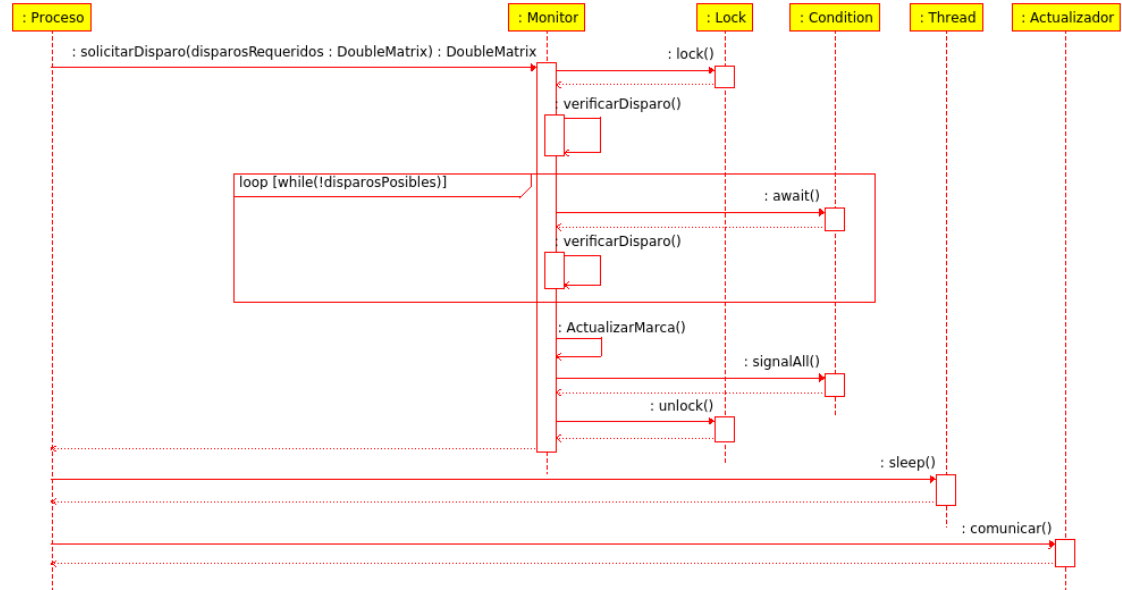 : Proceso
: Monitor
: Lock
: Condition
: Thread
: Actualizador
: solicitarDisparo(disparosRequeridos : DoubleMatrix) : DoubleMatrix
: lock()
: verificarDisparo()
loop [while(!disparosPosibles)]
: await()
: verificarDisparo()
: ActualizarMarca()
: signalAll()
: unlock()
: sleep()
: comunicar()